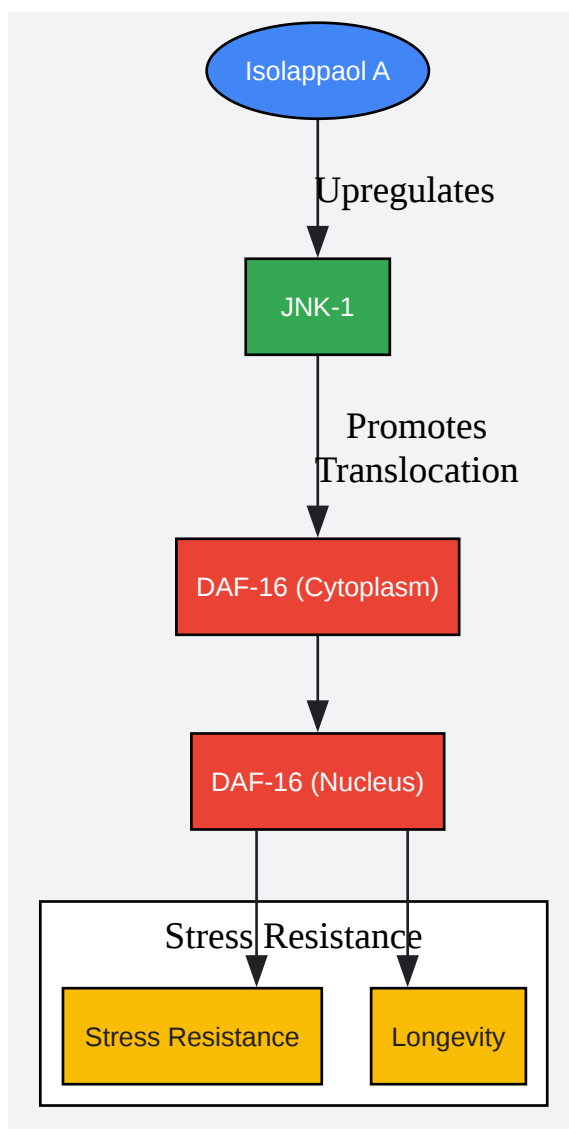 Isolappaol A
Upregulates
JNK-1
Promotes
Translocation
DAF-16 (Cytoplasm)
DAF-16 (Nucleus)
Stress Resistance
Stress Resistance
Longevity